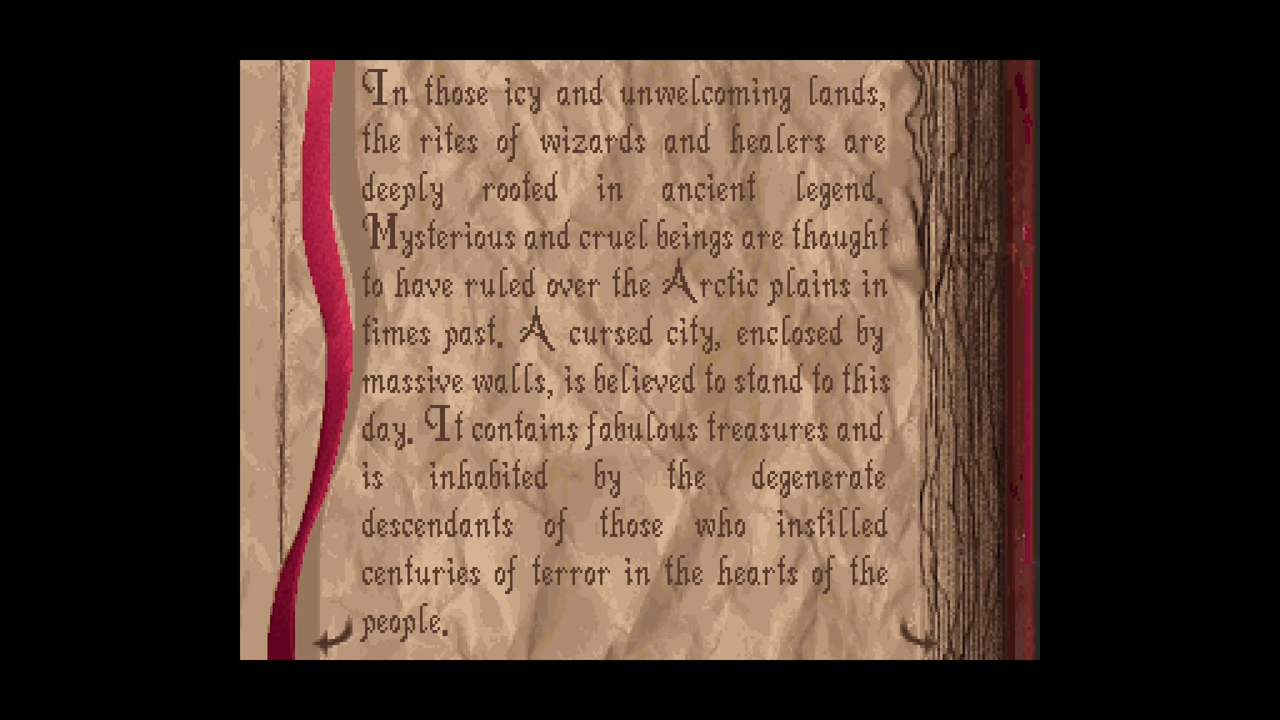 In those icy and unwelcoming lands,
the rites of wizards and healers are
deeply rooted in ancient legend.
Mysterious and cruel beings are thought
to have ruled over the Arctic plains in
times past. A cursed city, enclosed by
massive walls, is believed to stand to this
day. It contains fabulous treasures and
is inhabited by the degenerate
descendants of those who instilled
centuries of terror in the hearts of the
people.